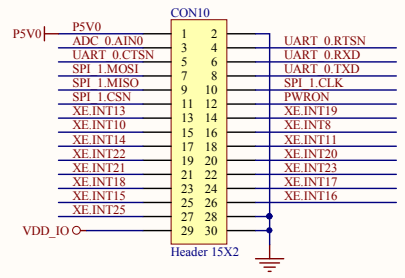 CON10
P5V0 P5V0 1 2
ADC_0.AIN0 3 4 UART_0.RTSN
UART_0.CTSN 5 6 UART_0.RXD
SPI_1.MOSI 7 8 UART_0.TXD
SPI_1.MISO 9 10 SPI_1.CLK
SPI_1.CSN 11 12 PWRON
XE.INT13 13 14 XE.INT19
XE.INT10 15 16 XE.INT8
XE.INT14 17 18 XE.INT11
XE.INT22 19 20 XE.INT20
XE.INT21 21 22 XE.INT23
XE.INT18 23 24 XE.INT17
XE.INT15 25 26 XE.INT16
XE.INT25 27 28
VDD_IO 29 30
Header 15X2